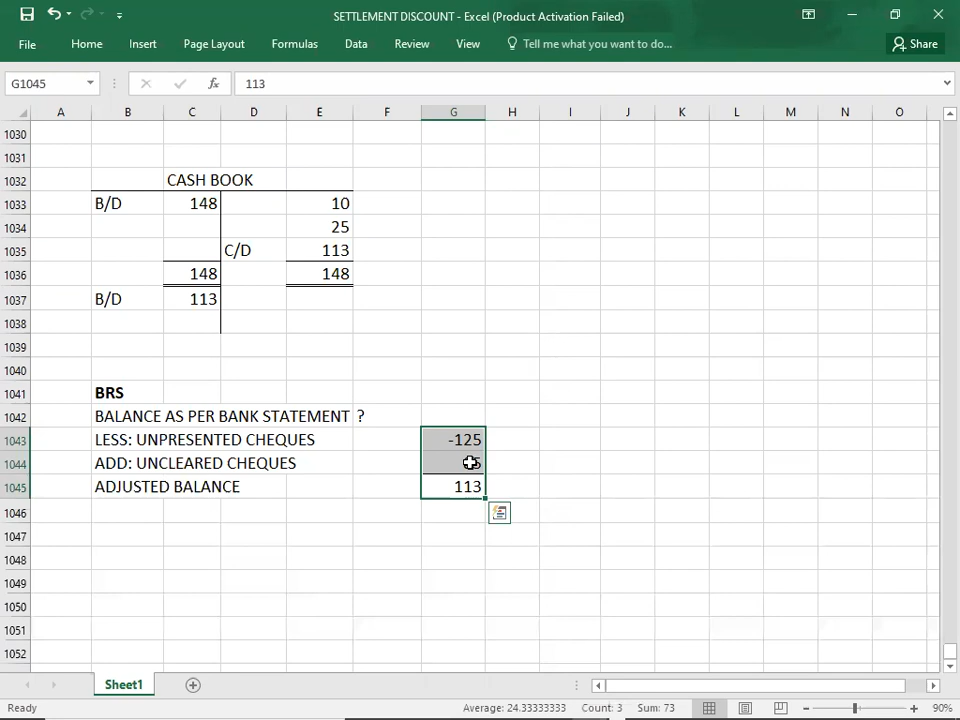 SETTLEMENT DISCOUNT - Excel (Product Activation Failed)
File Home Insert Page Layout Formulas Data Review View Tell me what you want to do... Share
G1045 fx 113
A B C D E F G H I J K L M N O
1030
1031
1032 CASH BOOK
1033 B/D 148 10
1034 25
1035 C/D 113
1036 148 148
1037 B/D 113
1038
1039
1040
1041 BRS
1042 BALANCE AS PER BANK STATEMENT ?
1043 LESS: UNPRESENTED CHEQUES -125
1044 ADD: UNCLEARED CHEQUES
1045 ADJUSTED BALANCE 113
1046
1047
1048
1049
1050
1051
1052
Sheet1
Ready Average: 24.33333333 Count: 3 Sum: 73 90%